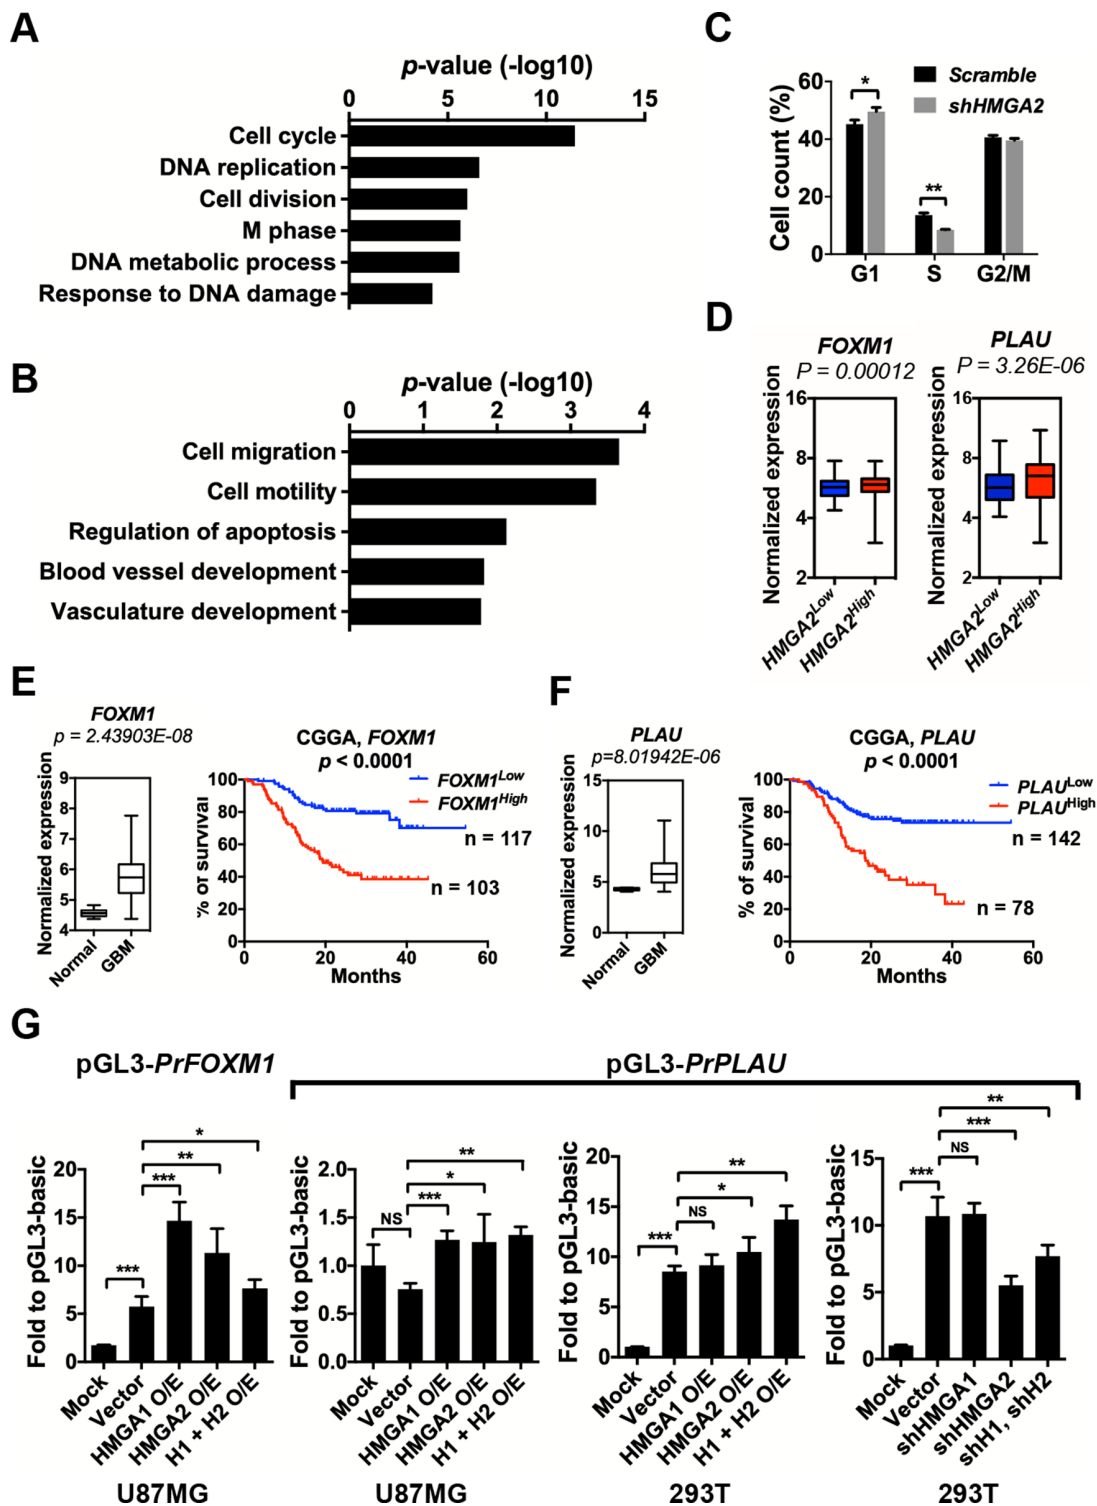 A
p-value (-log10)
0 5 10 15
Cell cycle
DNA replication
Cell division
M phase
DNA metabolic process
Response to DNA damage
B
p-value (-log10)
0 1 2 3 4
Cell migration
Cell motility
Regulation of apoptosis
Blood vessel development
Vasculature development
C
Scramble
shHMGA2
Cell count (%)
60
40
20
0
*
**
G1 S G2/M
D
FOXM1
P = 0.00012
Normalized expression
16
8
4
2
HMGA2Low
HMGA2High
PLAU
P = 3.26E-06
Normalized expression
16
8
4
2
HMGA2Low
HMGA2High
E
FOXM1
p = 2.43903E-08
Normalized expression
9
8
7
6
5
4
Normal
GBM
CGGA, FOXM1
p < 0.0001
FOXM1Low
FOXM1High
n = 117
n = 103
% of survival
100
80
60
40
20
0
0 20 40 60
Months
F
PLAU
p=8.01942E-06
Normalized expression
15
10
5
0
Normal
GBM
CGGA, PLAU
p < 0.0001
PLAULow
PLAUHigh
n = 142
n = 78
% of survival
100
80
60
40
20
0
0 20 40 60
Months
G
pGL3-PrFOXM1
pGL3-PrPLAU
Fold to pGL3-basic
20
15
10
5
0
*
**
***
***
Mock
Vector
HMGA1 O/E
HMGA2 O/E
H1 + H2 O/E
U87MG
Fold to pGL3-basic
2.0
1.5
1.0
0.5
0.0
**
*
***
NS
Mock
Vector
HMGA1 O/E
HMGA2 O/E
H1 + H2 O/E
U87MG
Fold to pGL3-basic
20
15
10
5
0
**
*
NS
***
Mock
Vector
HMGA1 O/E
HMGA2 O/E
H1 + H2 O/E
293T
Fold to pGL3-basic
15
10
5
0
**
***
NS
***
Mock
Vector
shHMGA1
shHMGA2
shH1, shH2
293T